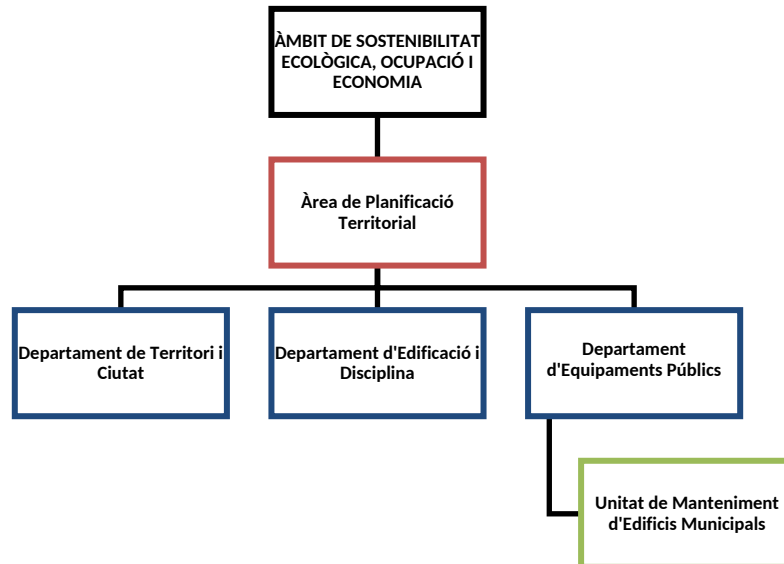 ÀMBIT DE SOSTENIBILITAT
ECOLÒGICA, OCUPACIÓ I
ECONOMIA
Àrea de Planificació
Territorial
Departament de Territori i
Ciutat
Departament d'Edificació i
Disciplina
Departament
d'Equipaments Públics
Unitat de Manteniment
d'Edificis Municipals